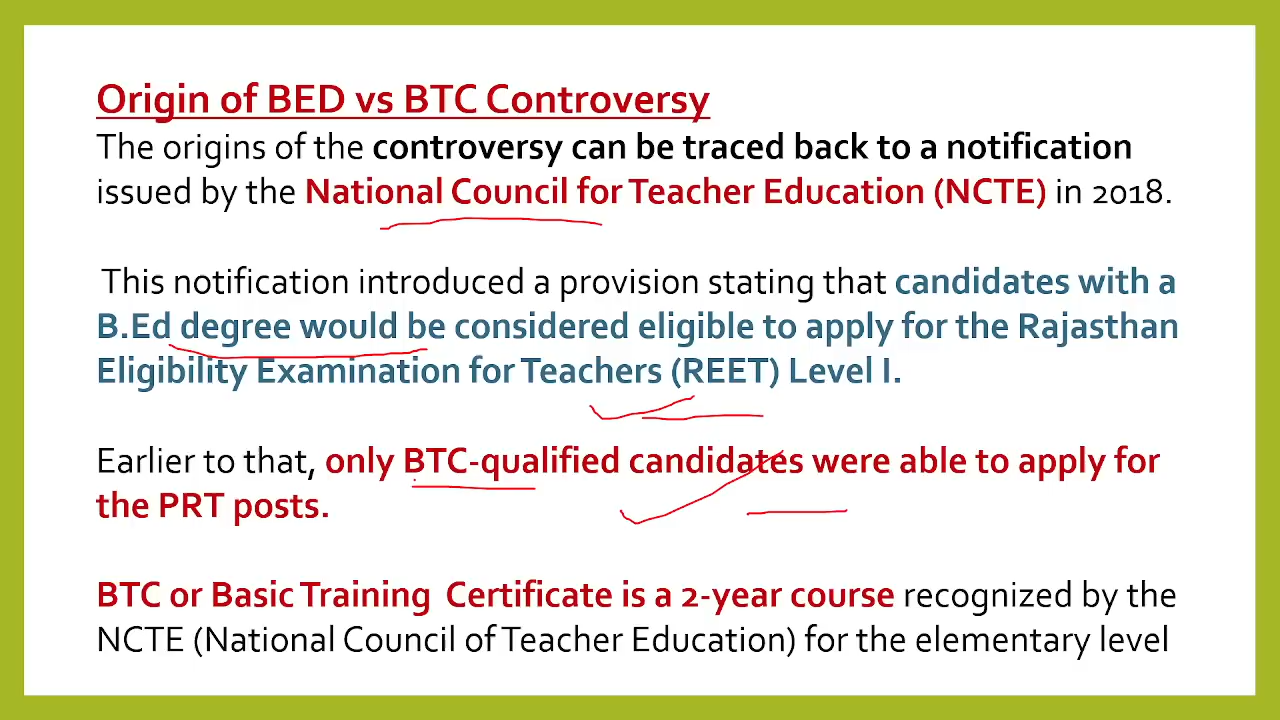 Origin of BED vs BTC Controversy
The origins of the controversy can be traced back to a notification
issued by the National Council for Teacher Education (NCTE) in 2018.
This notification introduced a provision stating that candidates with a
B.Ed degree would be considered eligible to apply for the Rajasthan
Eligibility Examination for Teachers (REET) Level I.
Earlier to that, only BTC-qualified candidates were able to apply for
the PRT posts.
BTC or Basic Training Certificate is a 2-year course recognized by the
NCTE (National Council of Teacher Education) for the elementary level